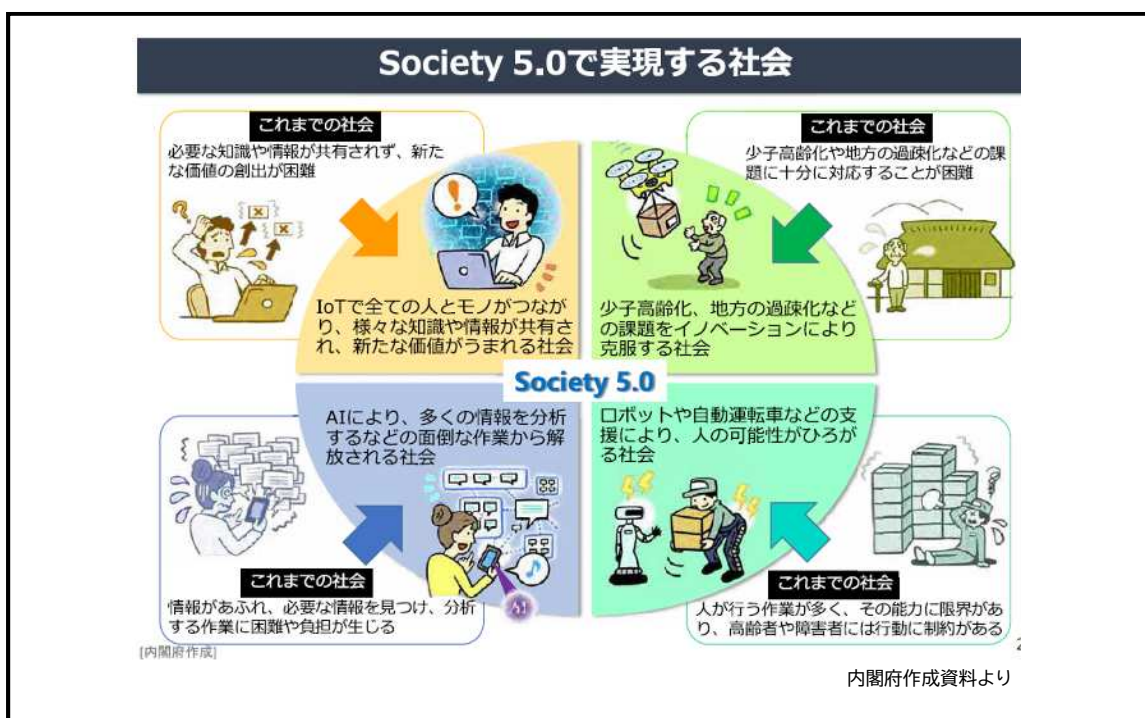 Society 5.0で実現する社会
これまでの社会
必要な知識や情報が共有されず、新た
な価値の創出が困難
IoTで全ての人とモノがつなが
り、様々な知識や情報が共有さ
れ、新たな価値がうまれる社会
これまでの社会
少子高齢化や地方の過疎化などの課
題に十分に対応することが困難
少子高齢化、地方の過疎化など
の課題をイノベーションにより
克服する社会
Society 5.0
AIにより、多くの情報を分析
するなどの面倒な作業から解
放される社会
AI
これまでの社会
情報があふれ、必要な情報を見つけ、分析
する作業に困難や負担が生じる
ロボットや自動運転車などの支
援により、人の可能性がひろが
る社会
これまでの社会
人が行う作業が多く、その能力に限界があ
り、高齢者や障害者には行動に制約がある
[内閣府作成]
内閣府作成資料より